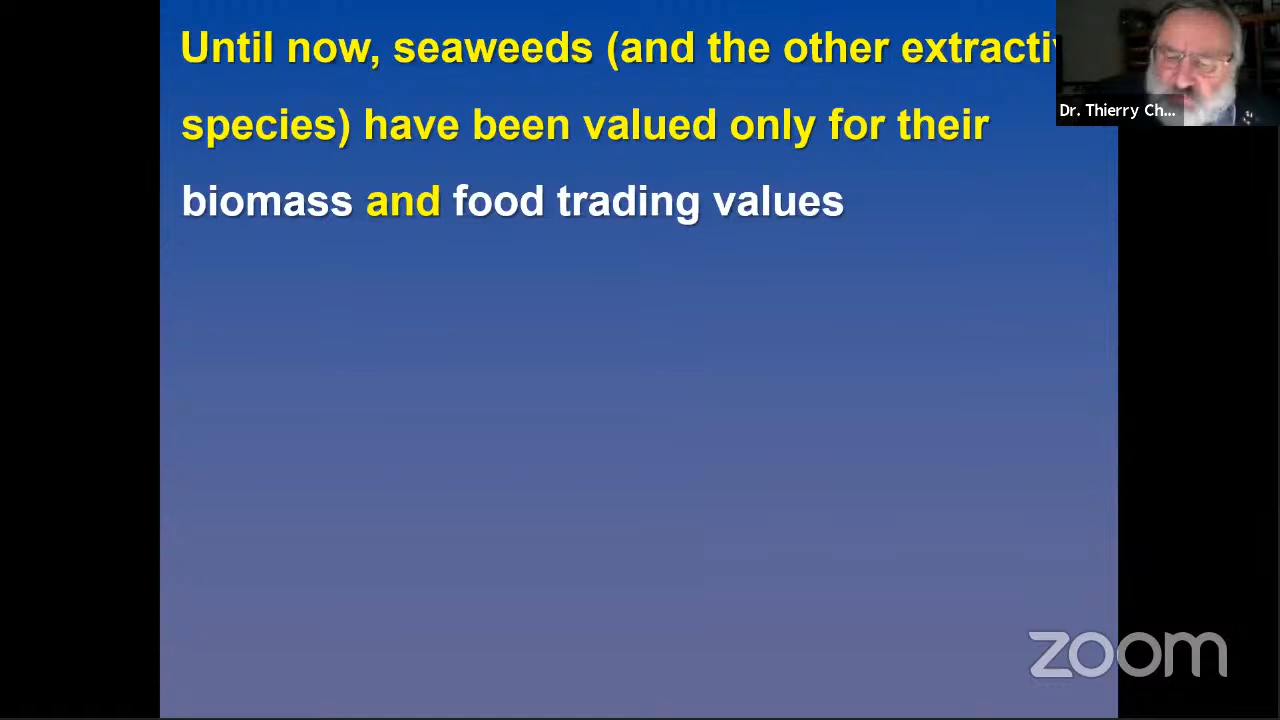 Until now, seaweeds (and the other extracti
species) have been valued only for their
biomass and food trading values
Dr. Thierry Ch...
zoom